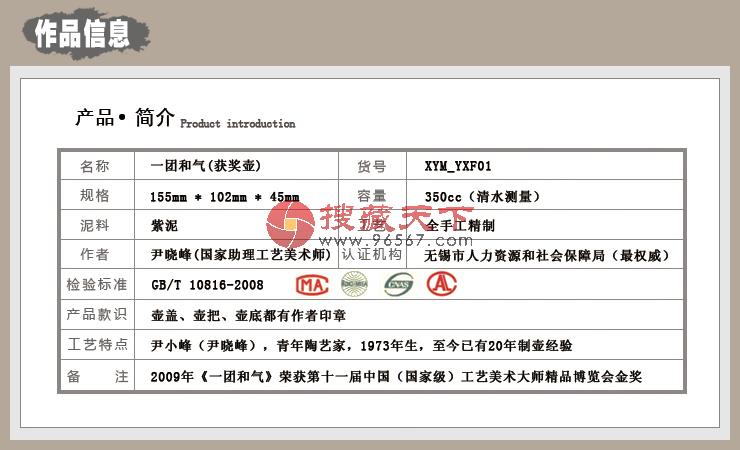 作品信息
产品•简介 Product introduction
名称 一团和气(获奖壶) 货号 XYM_YXF01
规格 155mm * 102mm * 45mm 容量 350cc（清水测量）
泥料 紫泥 全手工精制
搜藏天下
www.96567.com
作者 尹晓峰(国家助理工艺美术师) 认证机构 无锡市人力资源和社会保障局（最权威）
检验标准 GB/T 10816-2008 MA CNAS AL
产品款识 壶盖、壶把、壶底都有作者印章
工艺特点 尹小峰（尹晓峰），青年陶艺家，1973年生，至今已有20年制壶经验
备 注 2009年《一团和气》荣获第十一届中国（国家级）工艺美术大师精品博览会金奖